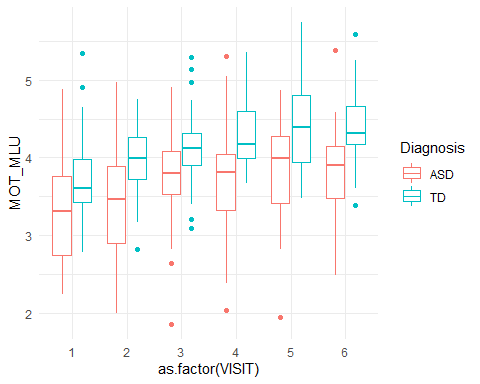 5
4
3
2
MOT_MLU
1 2 3 4 5 6
as.factor(VISIT)
Diagnosis
ASD
TD